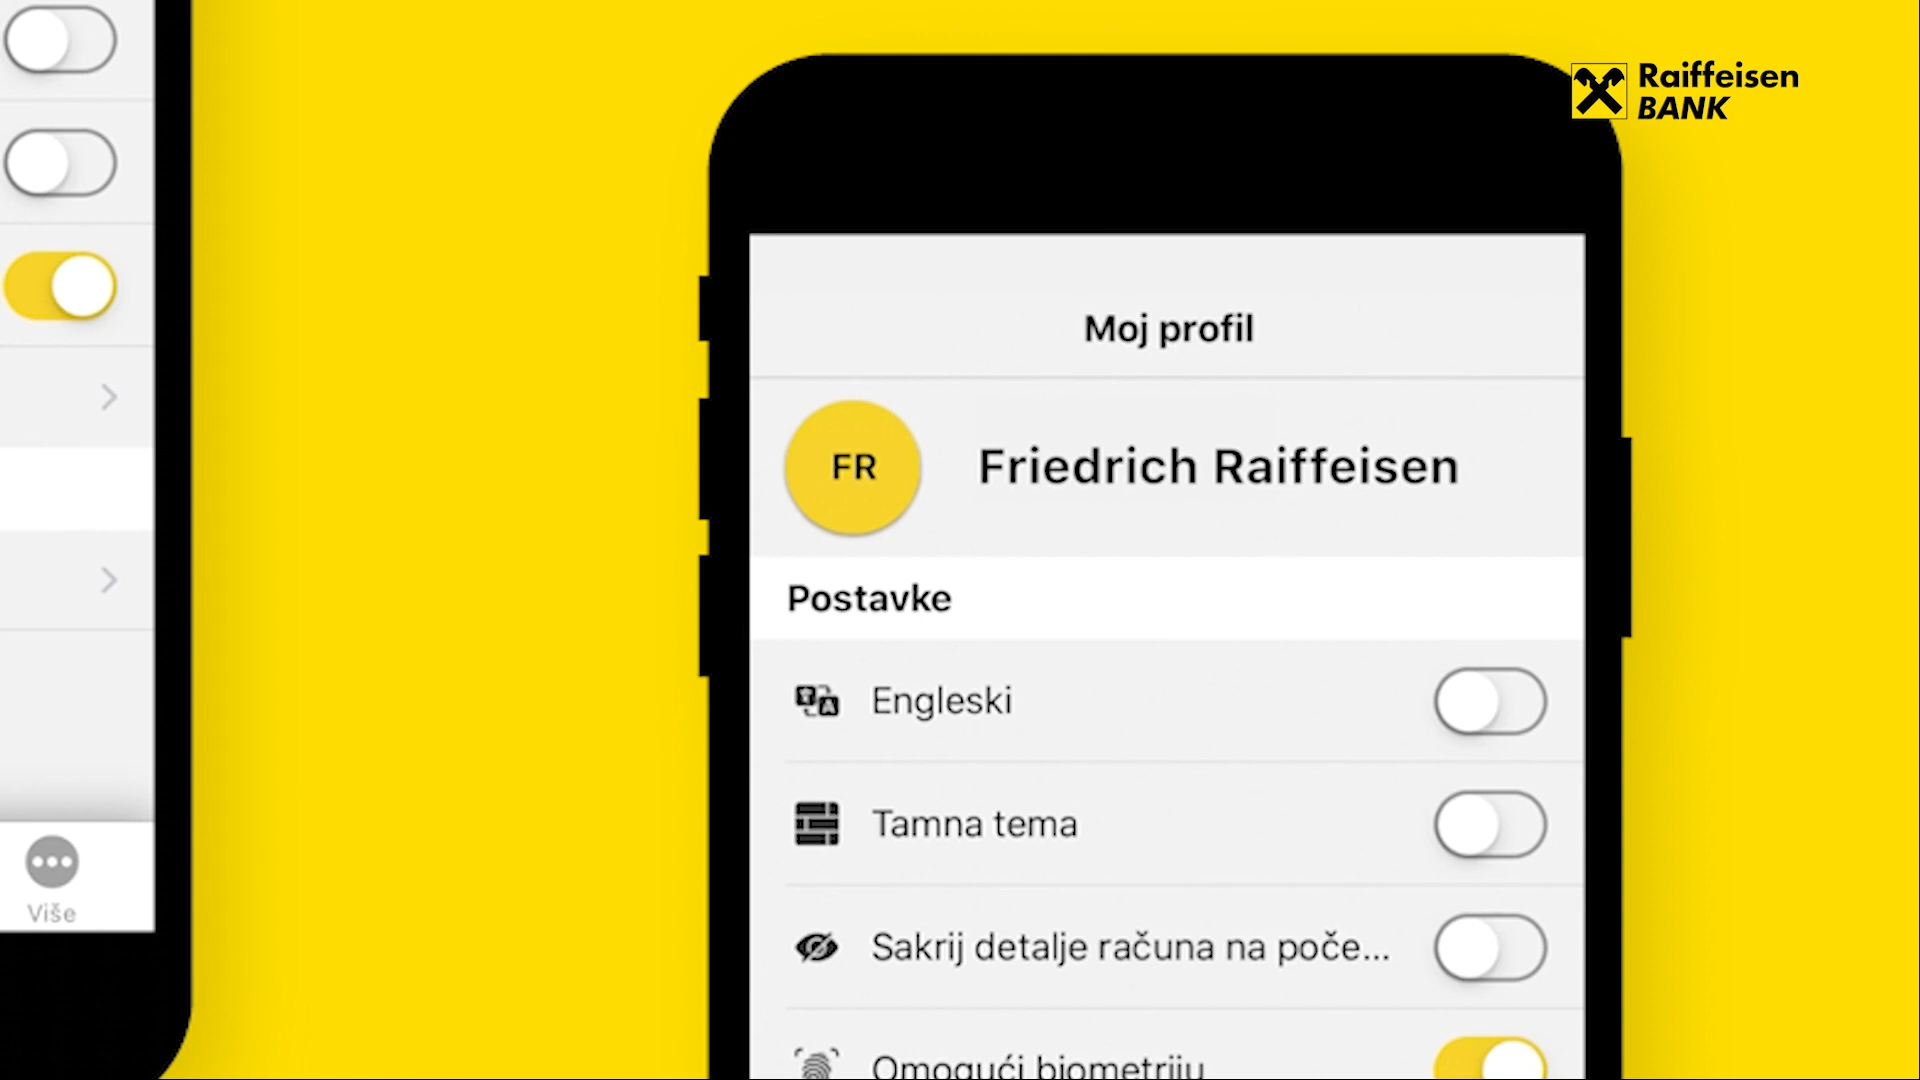 Raiffeisen
BANK
Moj profil
FR
Friedrich Raiffeisen
Postavke
Engleski
Tamna tema
Sakrij detalje računa na poče...
Omogući biometriju
Više